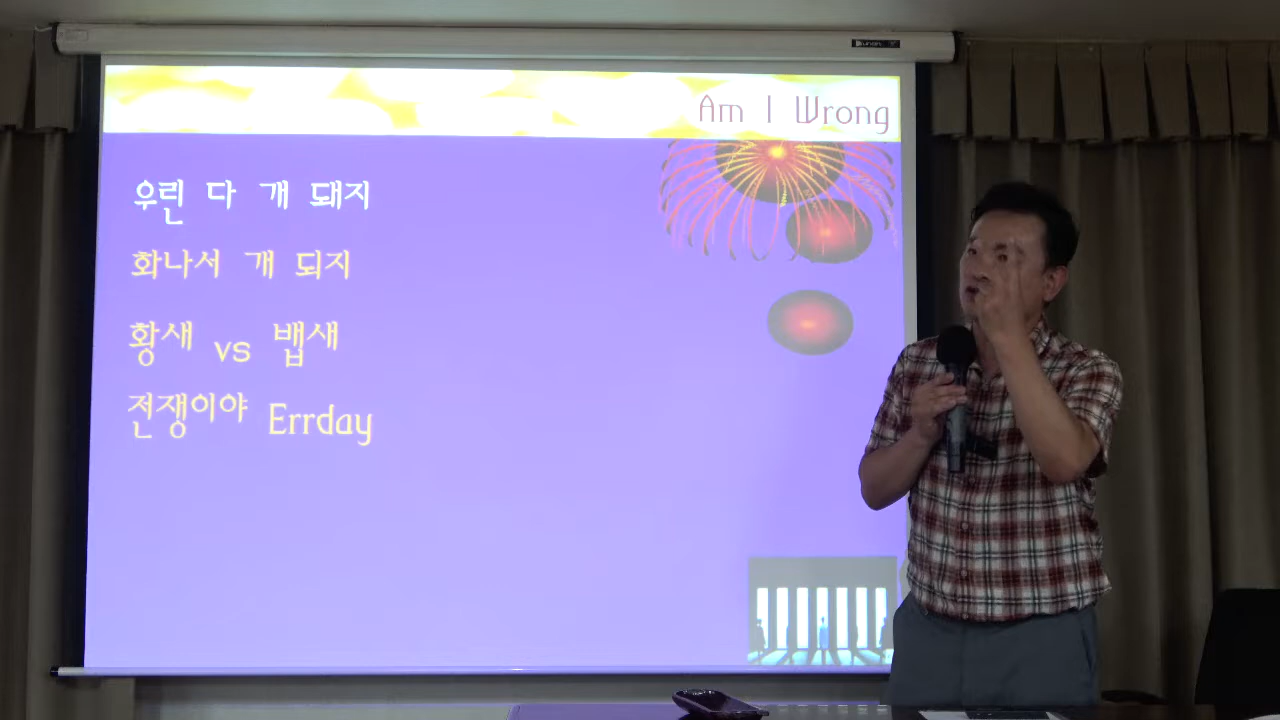 Am I Wrong
우린 다 개 돼지
화나서 개 되지
황새 vs 뱁새
전쟁이야 Errday